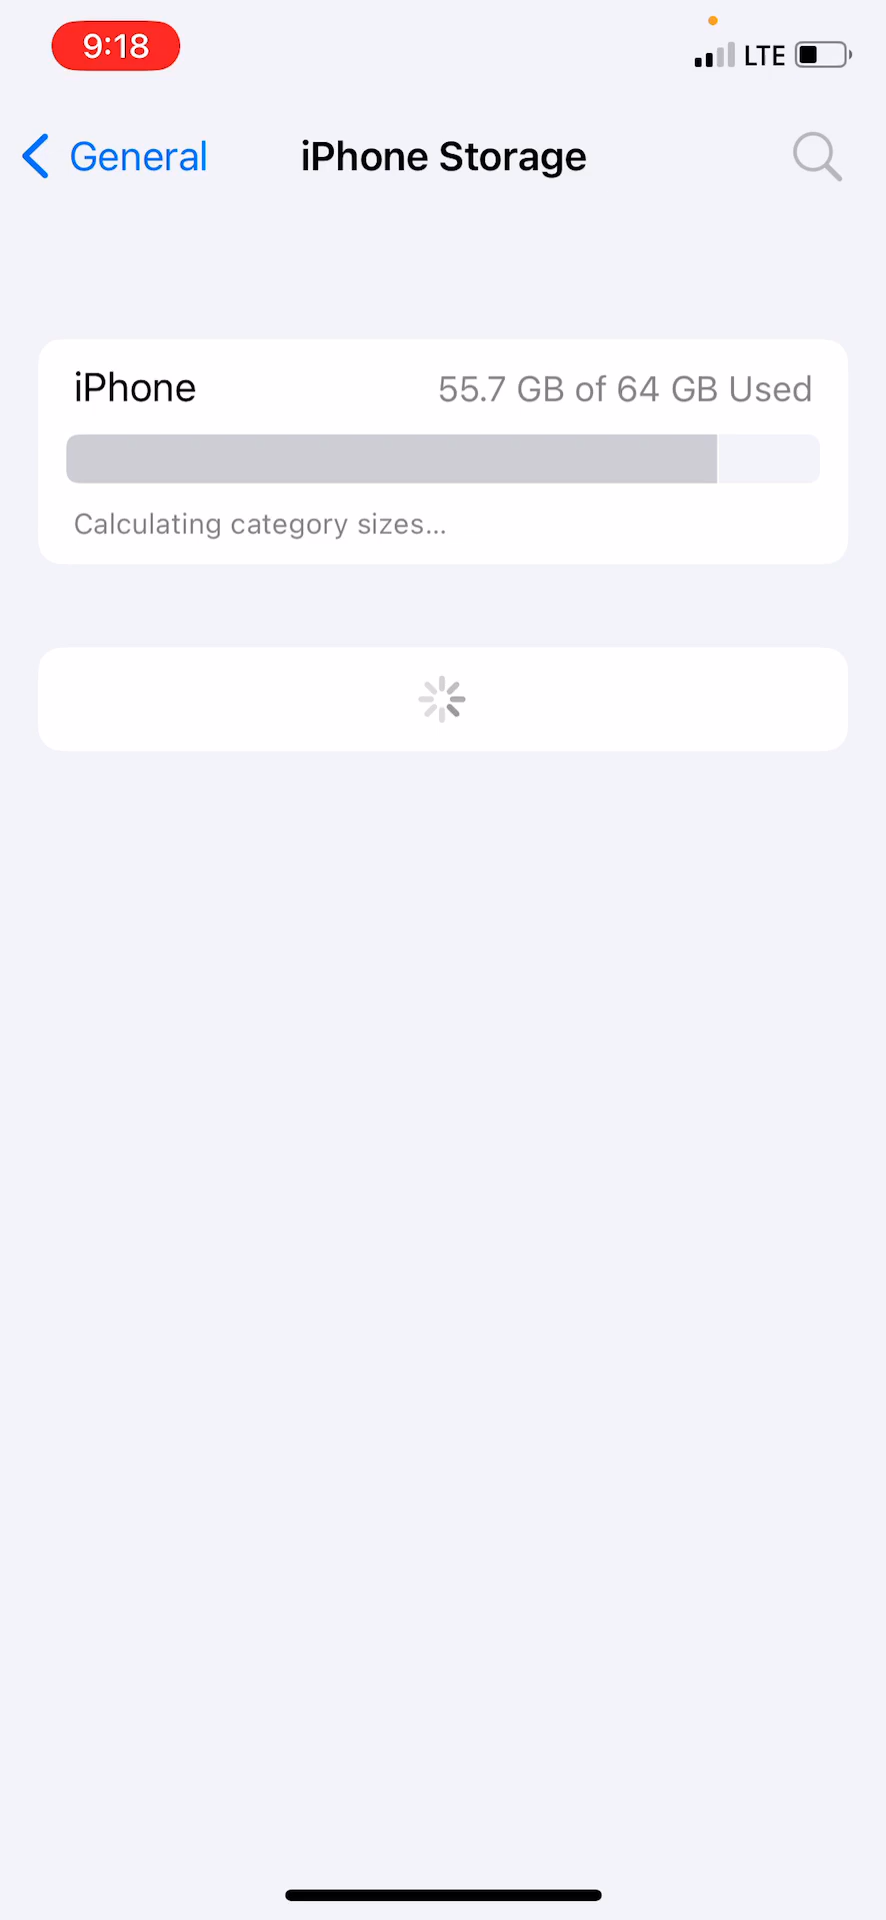 9:18
LTE
General
iPhone Storage
iPhone
55.7 GB of 64 GB Used
Calculating category sizes...